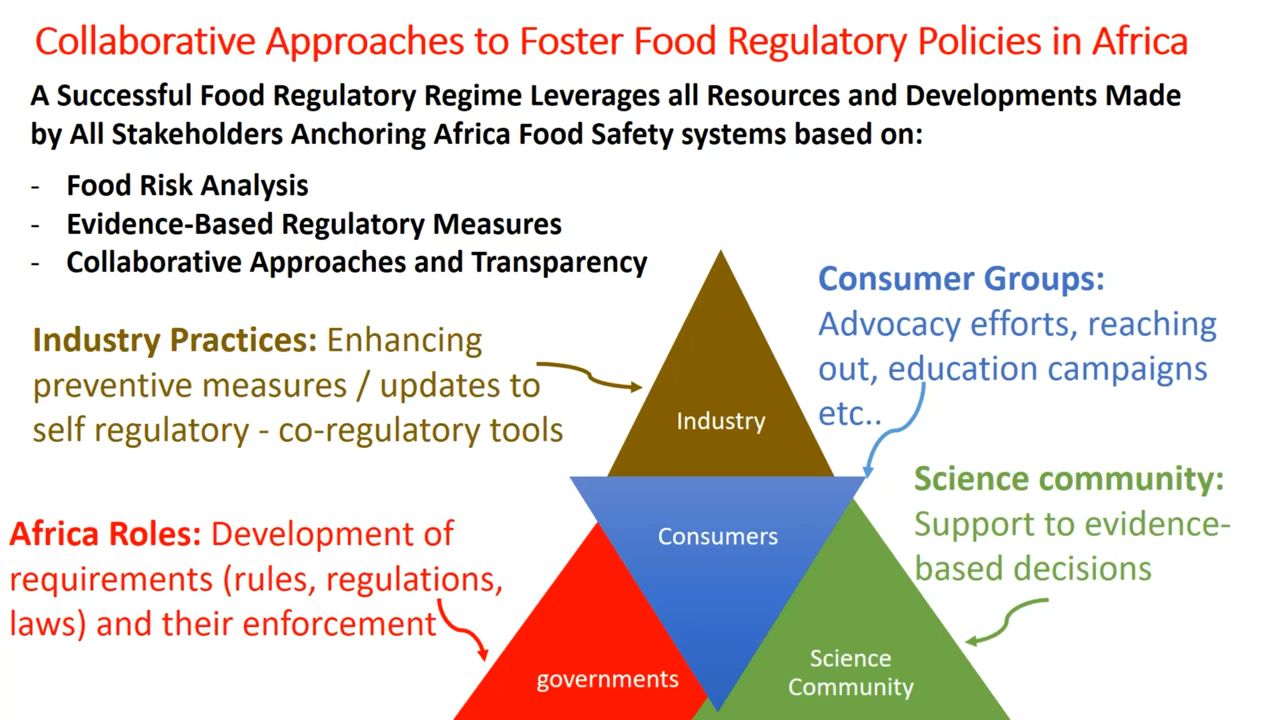 Collaborative Approaches to Foster Food Regulatory Policies in Africa
A Successful Food Regulatory Regime Leverages all Resources and Developments Made
by All Stakeholders Anchoring Africa Food Safety systems based on:
- Food Risk Analysis
- Evidence-Based Regulatory Measures
- Collaborative Approaches and Transparency
Industry Practices: Enhancing
preventive measures / updates to
self regulatory - co-regulatory tools
Consumer Groups:
Advocacy efforts, reaching
out, education campaigns
etc..
Industry
Science community:
Support to evidence-
based decisions
Africa Roles: Development of
requirements (rules, regulations,
laws) and their enforcement
Consumers
governments
Science
Community